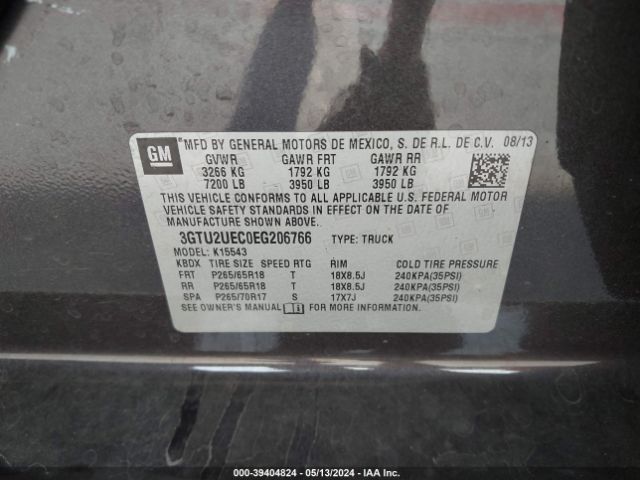 GM
MFD BY GENERAL MOTORS DE MEXICO, S. DE R.L. DE C.V. 08/13
GVWR GAWR FRT GAWR RR
3266 KG 1792 KG 1792 KG
7200 LB 3950 LB 3950 LB
THIS VEHICLE CONFORMS TO ALL APPLICABLE U.S. FEDERAL MOTOR
VEHICLE SAFETY STANDARDS IN EFFECT ON THE DATE OF
MANUFACTURE SHOWN ABOVE.
3GTU2UEC0EG206766 TYPE: TRUCK
MODEL: K15543
KBDX TIRE SIZE SPEED RTG RIM COLD TIRE PRESSURE
FRT P265/65R18 T 18X8.5J 240KPA(35PSI)
RR P265/65R18 T 18X8.5J 240KPA(35PSI)
SPA P265/70R17 S 17X7J 240KPA(35PSI)
SEE OWNER'S MANUAL FOR MORE INFORMATION.
000-39404824 - 05/13/2024 - IAA Inc.